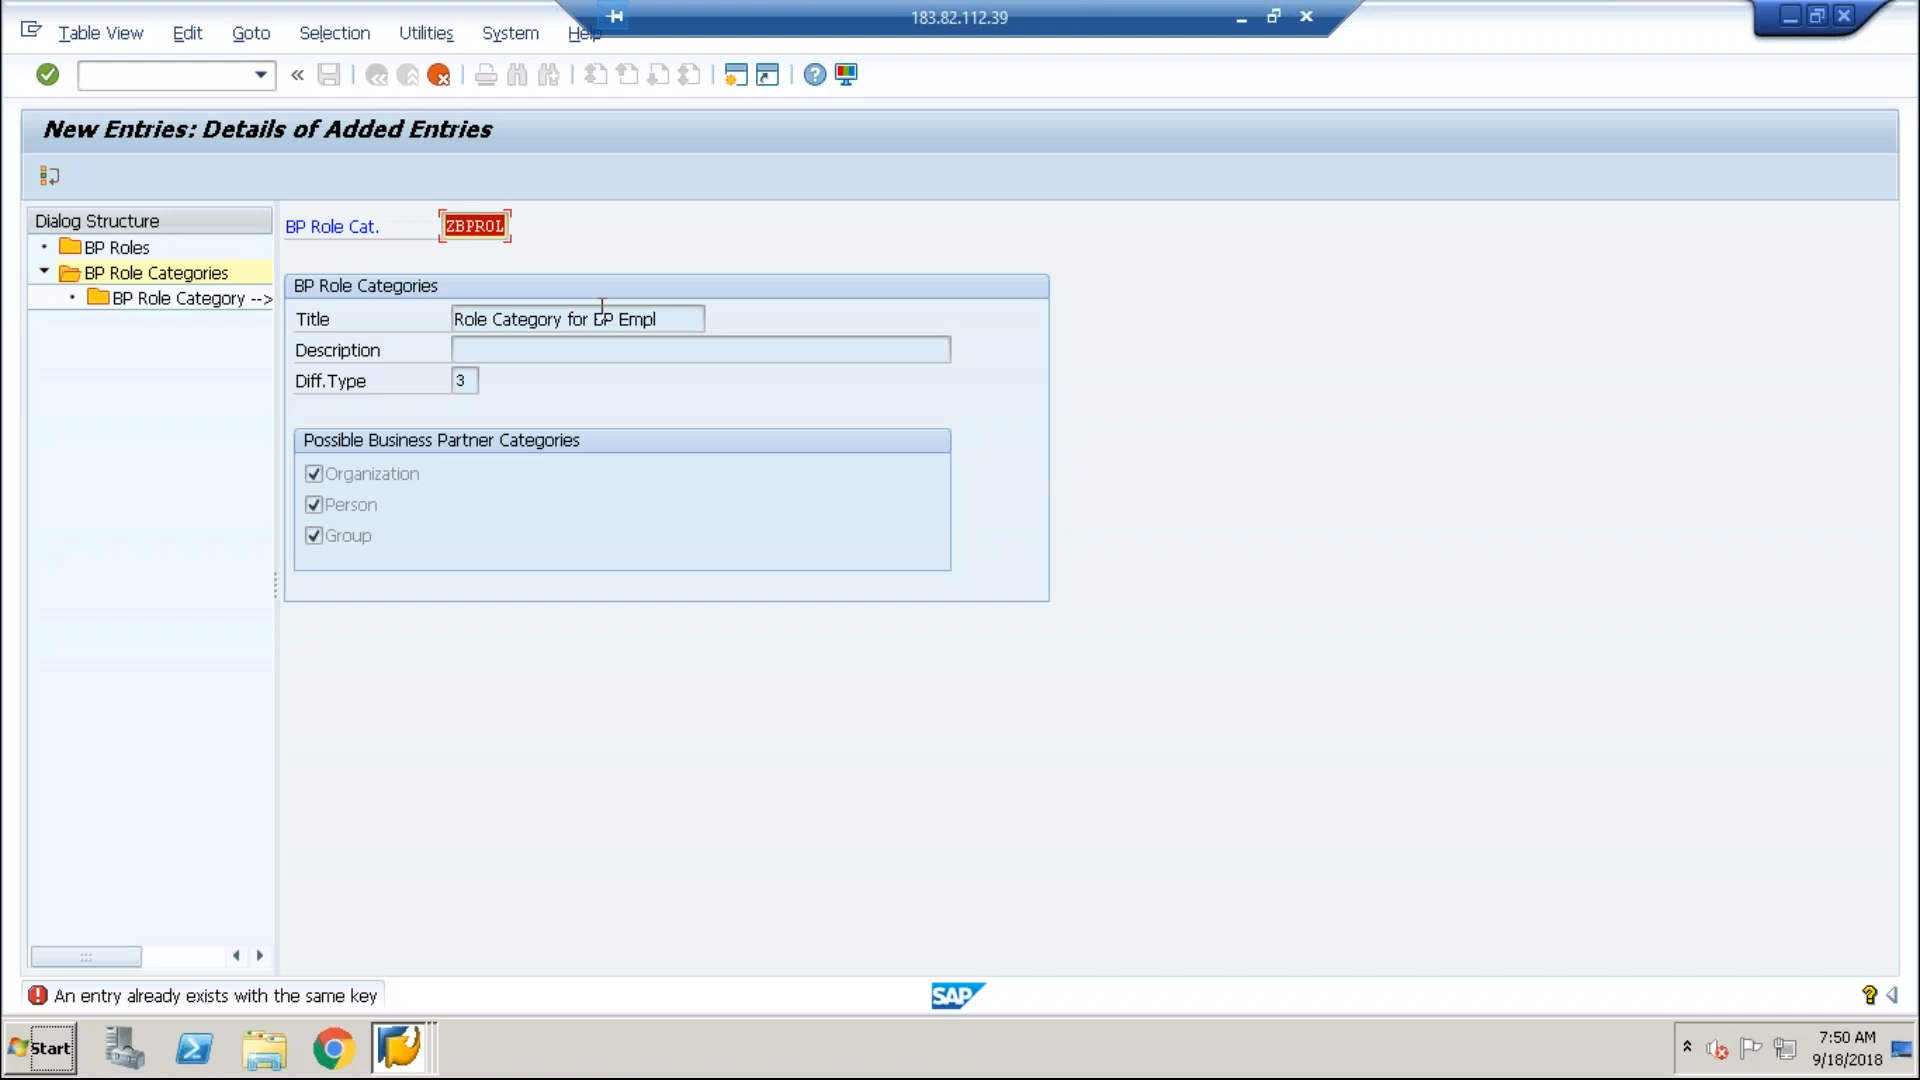 183.82.112.39
Table View Edit Goto Selection Utilities System Help
New Entries: Details of Added Entries
Dialog Structure
BP Roles
BP Role Categories
BP Role Category -->
BP Role Cat. ZBPROL
BP Role Categories
Title Role Category for BP Empl
Description
Diff.Type 3
Possible Business Partner Categories
Organization
Person
Group
An entry already exists with the same key
SAP
Start
7:50 AM
9/18/2018